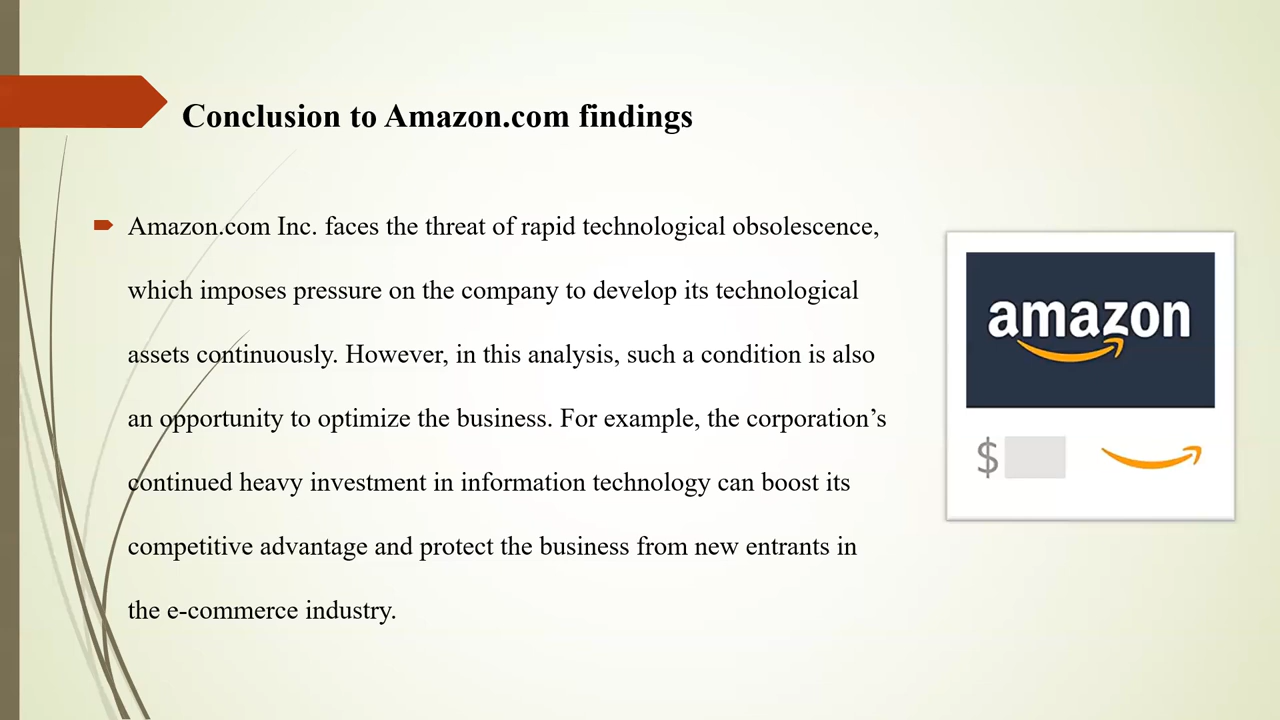 Conclusion to Amazon.com findings
Amazon.com Inc. faces the threat of rapid technological obsolescence,
which imposes pressure on the company to develop its technological
assets continuously. However, in this analysis, such a condition is also
an opportunity to optimize the business. For example, the corporation’s
continued heavy investment in information technology can boost its
competitive advantage and protect the business from new entrants in
the e-commerce industry.
amazon
$